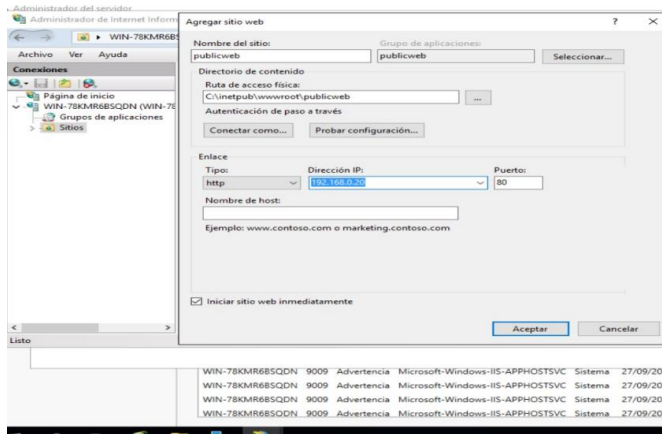 Administrador del servidor
Administrador de Internet Inform
WIN-78KMR6BS
Archivo Ver Ayuda
Conexiones
Página de inicio
WIN-78KMR6BSQDN (WIN-78
Grupos de aplicaciones
Sitios
Listo
Agregar sitio web
Nombre del sitio: Grupo de aplicaciones:
publicweb publicweb Seleccionar...
Directorio de contenido
Ruta de acceso física:
C:\inetpub\wwwroot\publicweb ...
Autenticación de paso a través
Conectar como... Probar configuración...
Enlace
Tipo: Dirección IP: Puerto:
http 192.168.0.20 80
Nombre de host:
Ejemplo: www.contoso.com o marketing.contoso.com
Iniciar sitio web inmediatamente
Aceptar Cancelar
WIN-78KMR6BSQDN 9009 Advertencia Microsoft-Windows-IIS-APPHOSTSVC Sistema 27/09/20
WIN-78KMR6BSQDN 9009 Advertencia Microsoft-Windows-IIS-APPHOSTSVC Sistema 27/09/20
WIN-78KMR6BSQDN 9009 Advertencia Microsoft-Windows-IIS-APPHOSTSVC Sistema 27/09/20
WIN-78KMR6BSQDN 9009 Advertencia Microsoft-Windows-IIS-APPHOSTSVC Sistema 27/09/20